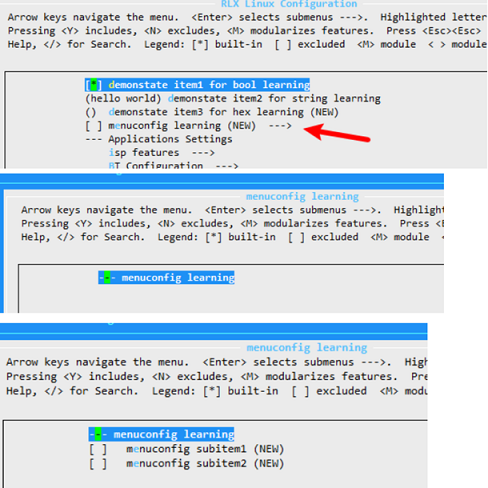 RLX Linux Configuration
Arrow keys navigate the menu. <Enter> selects submenus --->. Highlighted letter
Pressing <Y> includes, <N> excludes, <M> modularizes features. Press <Esc><Esc>
Help, </> for Search. Legend: [*] built-in [ ] excluded <M> module < > module
[*] demonstate item1 for bool learning
(hello world) demonstate item2 for string learning
() demonstate item3 for hex learning (NEW)
[ ] menuconfig learning (NEW) --->
--- Applications Settings
isp features --->
BT Configuration --->
menuconfig learning
Arrow keys navigate the menu. <Enter> selects submenus --->. Highlight
Pressing <Y> includes, <N> excludes, <M> modularizes features. Press <E
Help, </> for Search. Legend: [*] built-in [ ] excluded <M> module <
--- menuconfig learning
menuconfig learning
Arrow keys navigate the menu. <Enter> selects submenus --->. High
Pressing <Y> includes, <N> excludes, <M> modularizes features. Pre
Help, </> for Search. Legend: [*] built-in [ ] excluded <M> modu
--- menuconfig learning
[ ] menuconfig subitem1 (NEW)
[ ] menuconfig subitem2 (NEW)